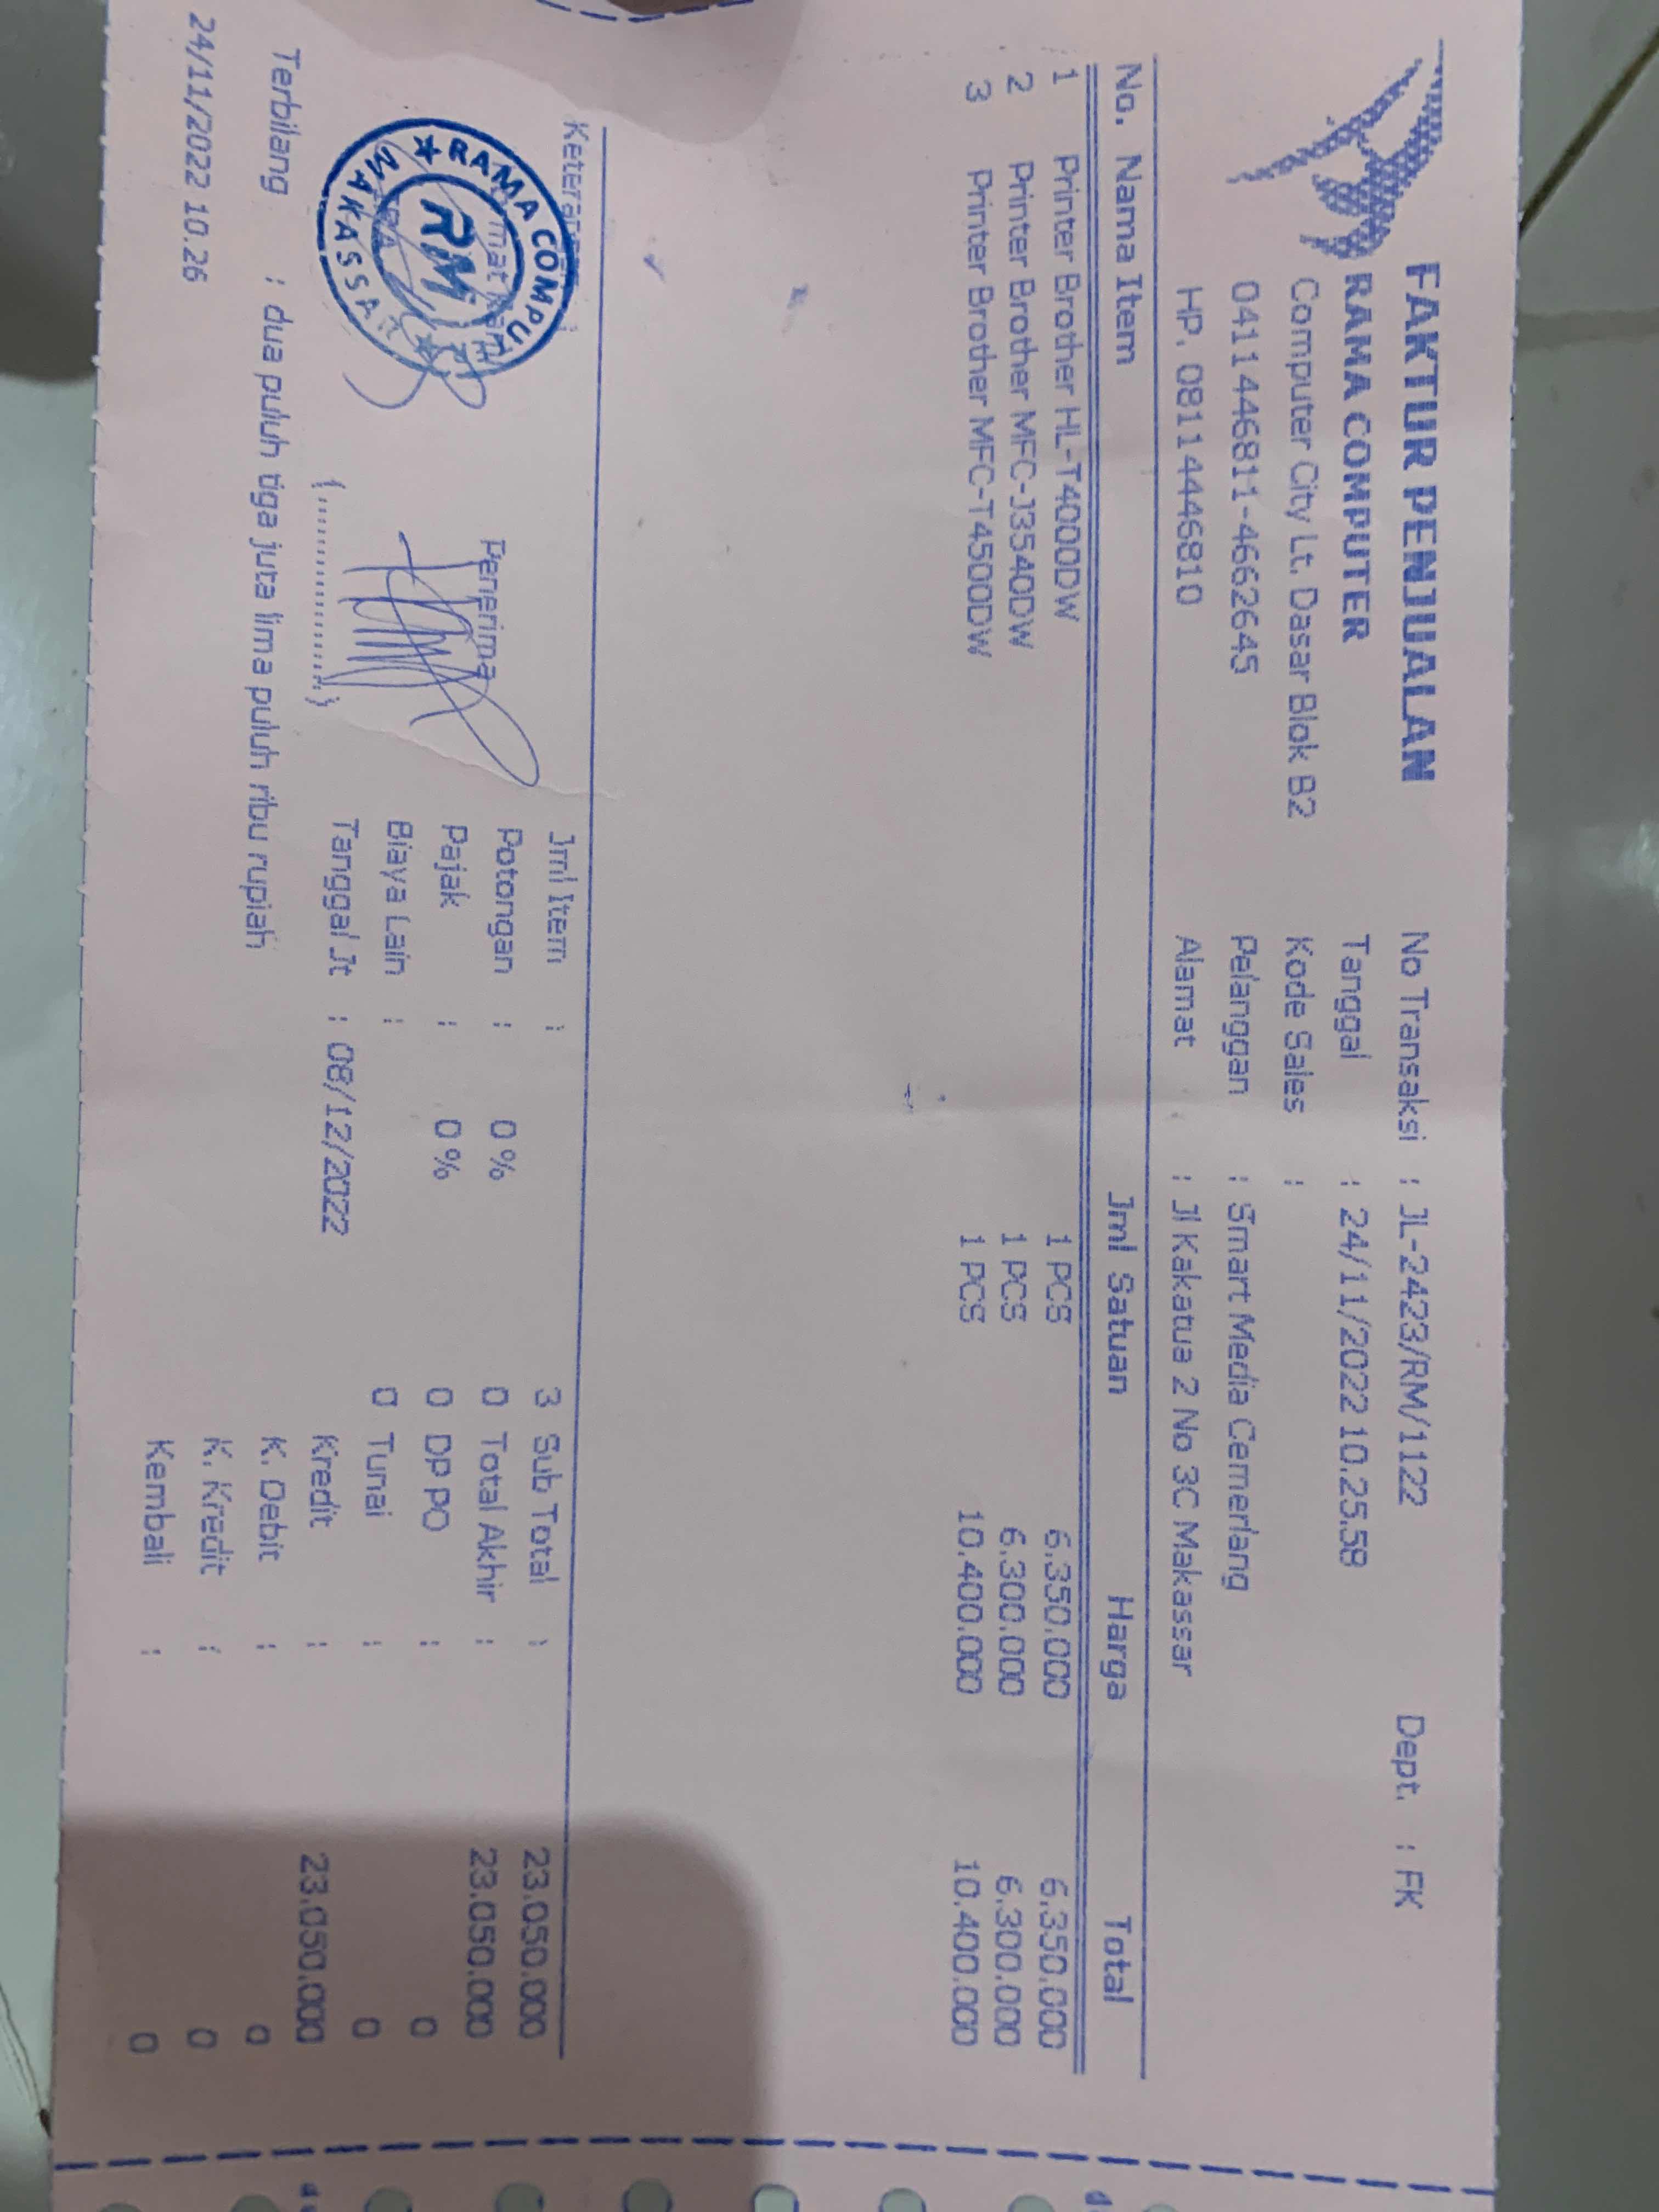 FAKTUR PENJUALAN
RAMA COMPUTER
Computer City Lt. Dasar Blok B2
0411 446811-4662645
HP. 0811 4446810
No Transaksi : JL-2423/RM/1122 Dept. : FK
Tanggal : 24/11/2022 10.25.58
Kode Sales :
Pelanggan : Smart Media Cemerlang
Alamat : Jl Kakatua 2 No 3C Makassar
No. Nama Item Jml Satuan Harga Total
1 Printer Brother HL-T4000DW 1 PCS 6.350.000 6.350.000
2 Printer Brother MFC-J3540DW 1 PCS 6.300.000 6.300.000
3 Printer Brother MFC-T4500DW 1 PCS 10.400.000 10.400.000
Jml Item : 3 Sub Total : 23.050.000
Potongan : 0 % 0 Total Akhir : 23.050.000
Pajak : 0 % 0 DP PO : 0
Biaya Lain : 0 Tunai : 0
Tanggal Jt : 08/12/2022 Kredit : 23.050.000
K. Debit : 0
K. Kredit : 0
Kembali : 0
Penerima
(..............)
RAMA COMPUTER
RM
MAKASSAR
Terbilang : dua puluh tiga juta lima puluh ribu rupiah
24/11/2022 10.26